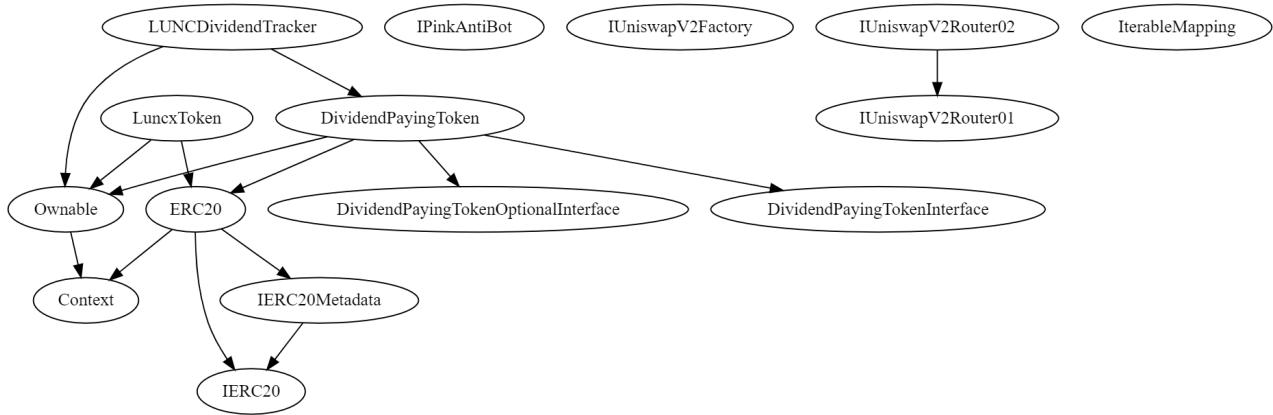 LUNCDividendTracker
IPinkAntiBot
IUniswapV2Factory
IUniswapV2Router02
IterableMapping
LuncxToken
DividendPayingToken
IUniswapV2Router01
Ownable
ERC20
DividendPayingTokenOptionalInterface
DividendPayingTokenInterface
Context
IERC20Metadata
IERC20